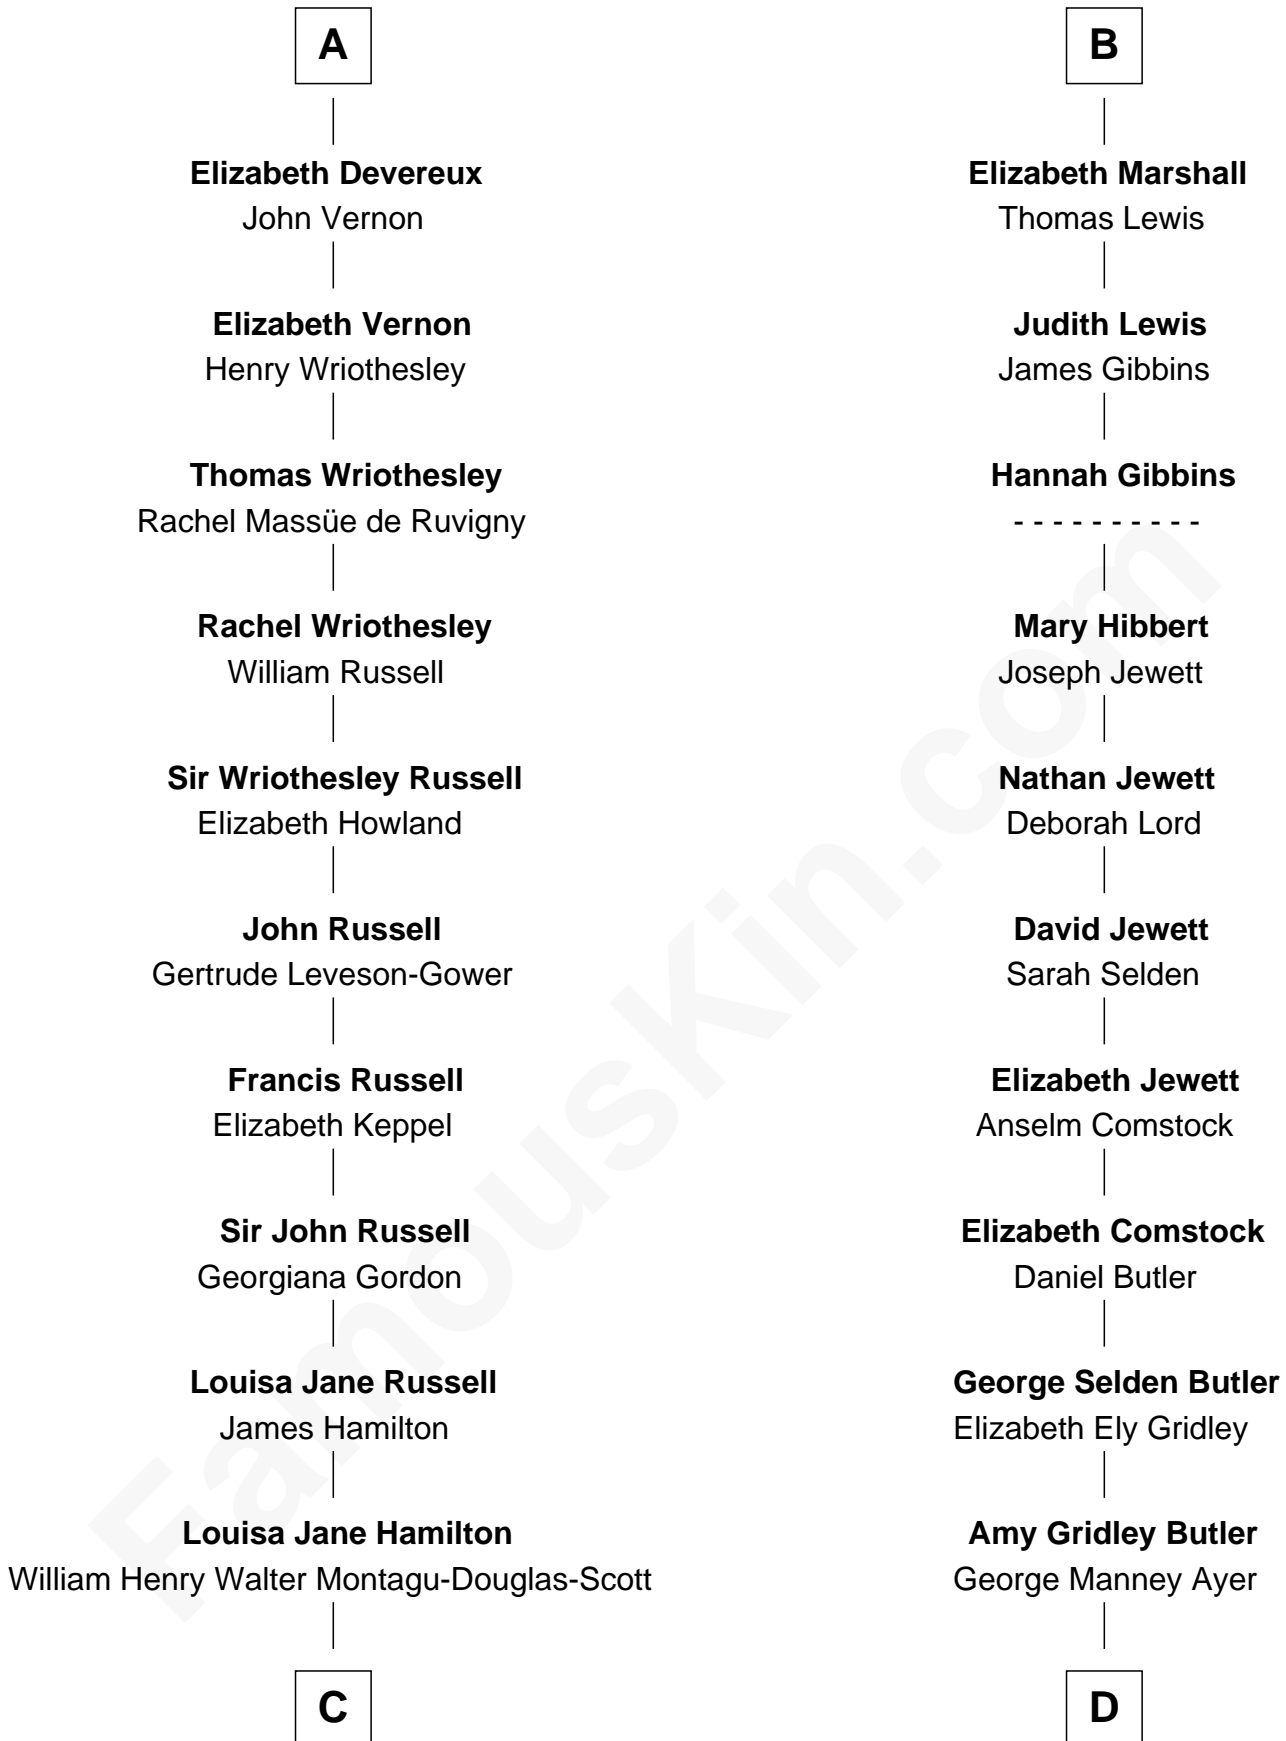 A
Elizabeth Devereux
John Vernon
Elizabeth Vernon
Henry Wriothesley
Thomas Wriothesley
Rachel Massüe de Ruvigny
Rachel Wriothesley
William Russell
Sir Wriothesley Russell
Elizabeth Howland
John Russell
Gertrude Leveson-Gower
Francis Russell
Elizabeth Keppel
Sir John Russell
Georgiana Gordon
Louisa Jane Russell
James Hamilton
Louisa Jane Hamilton
William Henry Walter Montagu-Douglas-Scott
C
B
Elizabeth Marshall
Thomas Lewis
Judith Lewis
James Gibbins
Hannah Gibbins
- - - - - - - - - -
Mary Hibbert
Joseph Jewett
Nathan Jewett
Deborah Lord
David Jewett
Sarah Selden
Elizabeth Jewett
Anselm Comstock
Elizabeth Comstock
Daniel Butler
George Selden Butler
Elizabeth Ely Gridley
Amy Gridley Butler
George Manney Ayer
D
FamousKin.com